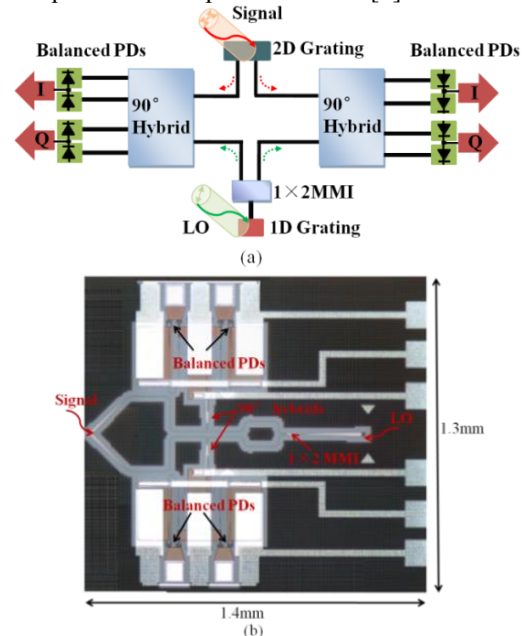 Signal
Balanced PDs
2D Grating
Balanced PDs
I
90°
Hybrid
90°
Hybrid
I
Q
Q
1×2MMI
LO
1D Grating
(a)
Balanced PDs
Signal
90° hybrids
LO
1×2 MMI
1.3mm
Balanced PDs
1.4mm
(b)